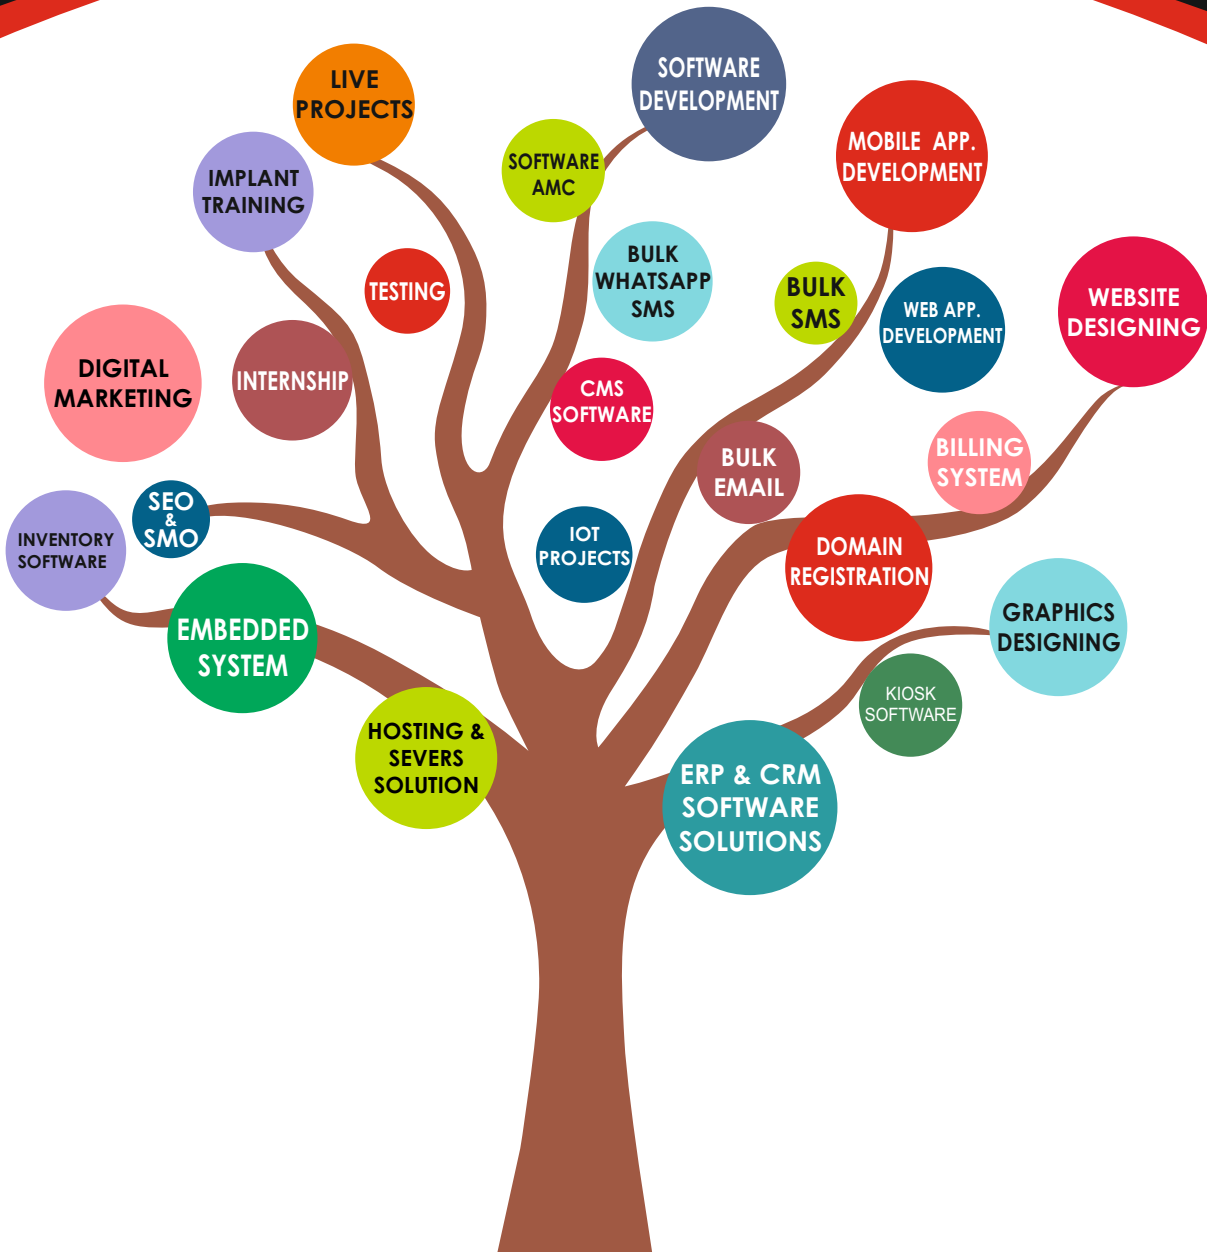 LIVE
PROJECTS
SOFTWARE
DEVELOPMENT
IMPLANT
TRAINING
SOFTWARE
AMC
MOBILE APP.
DEVELOPMENT
TESTING
BULK
WHATSAPP
SMS
BULK
SMS
WEB APP.
DEVELOPMENT
WEBSITE
DESIGNING
DIGITAL
MARKETING
INTERNSHIP
CMS
SOFTWARE
BULK
EMAIL
BILLING
SYSTEM
SEO
&
SMO
INVENTORY
SOFTWARE
IOT
PROJECTS
DOMAIN
REGISTRATION
EMBEDDED
SYSTEM
GRAPHICS
DESIGNING
KIOSK
SOFTWARE
HOSTING &
SEVERS
SOLUTION
ERP & CRM
SOFTWARE
SOLUTIONS